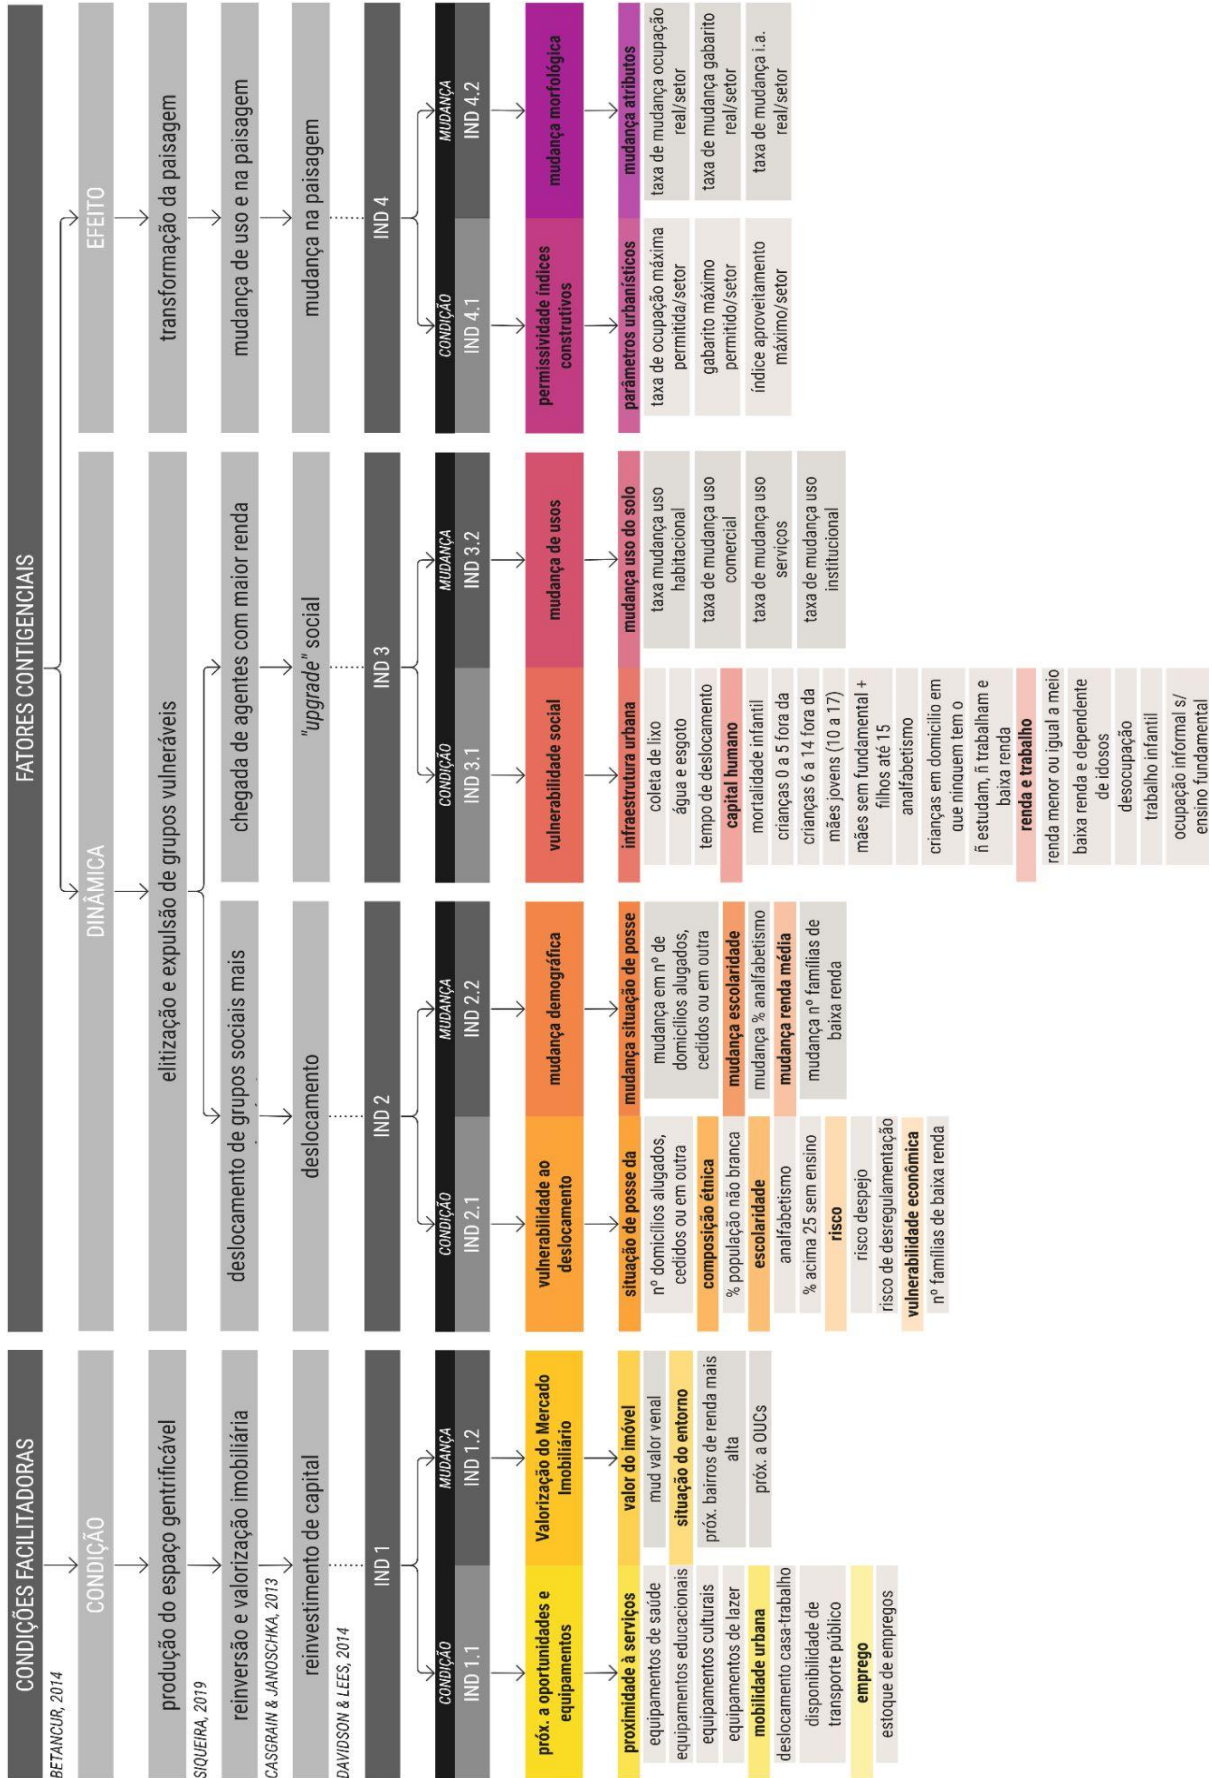 CONDIÇÕES FACILITADORAS
FATORES CONTIGENCIAIS
BETANCUR, 2014
CONDIÇÃO
DINÂMICA
EFEITO
produção do espaço gentrificável
elitização e expulsão de grupos vulneráveis
transformação da paisagem
SIQUEIRA, 2019
reinversão e valorização imobiliária
deslocamento de grupos sociais mais
chegada de agentes com maior renda
mudança de uso e na paisagem
CASGRAIN & JANOSCHKA, 2013
reinvestimento de capital
deslocamento
"upgrade" social
mudança na paisagem
DAVIDSON & LEES, 2014
IND 1
IND 2
IND 3
IND 4
CONDIÇÃO
MUDANÇA
CONDIÇÃO
MUDANÇA
CONDIÇÃO
MUDANÇA
CONDIÇÃO
MUDANÇA
IND 1.1
IND 1.2
IND 2.1
IND 2.2
IND 3.1
IND 3.2
IND 4.1
IND 4.2
próx. a oportunidades e
equipamentos
Valorização do Mercado
Imobiliário
vulnerabilidade ao
deslocamento
mudança demográfica
vulnerabilidade social
mudança de usos
permissividade índices
construtivos
mudança morfológica
proximidade à serviços
equipamentos de saúde
equipamentos educacionais
equipamentos culturais
equipamentos de lazer
mobilidade urbana
deslocamento casa-trabalho
disponibilidade de
transporte público
emprego
estoque de empregos
valor do imóvel
mud valor venal
situação do entorno
próx. bairros de renda mais
alta
próx. a OUCs
situação de posse da
nº domicílios alugados,
cedidos ou em outra
composição étnica
% população não branca
escolaridade
analfabetismo
% acima 25 sem ensino
risco
risco despejo
risco de desregulamentação
vulnerabilidade econômica
nº famílias de baixa renda
mudança situação de posse
mudança em nº de
domicílios alugados,
cedidos ou em outra
mudança escolaridade
mudança % analfabetismo
mudança renda média
mudança nº famílias de
baixa renda
infraestrutura urbana
coleta de lixo
água e esgoto
tempo de deslocamento
capital humano
mortalidade infantil
crianças 0 a 5 fora da
crianças 6 a 14 fora da
mães jovens (10 a 17)
mães sem fundamental +
filhos até 15
analfabetismo
crianças em domicilio em
que ninguem tem o
ñ estudam, ñ trabalham e
baixa renda
renda e trabalho
renda menor ou igual a meio
baixa renda e dependente
de idosos
desocupação
trabalho infantil
ocupação informal s/
ensino fundamental
mudança uso do solo
taxa mudança uso
habitacional
taxa de mudança uso
comercial
taxa de mudança uso
serviços
taxa de mudança uso
institucional
parâmetros urbanísticos
taxa de ocupação máxima
permitida/setor
gabarito máximo
permitido/setor
índice aproveitamento
máximo/setor
mudança atributos
taxa de mudança ocupação
real/setor
taxa de mudança gabarito
real/setor
taxa de mudança i.a.
real/setor